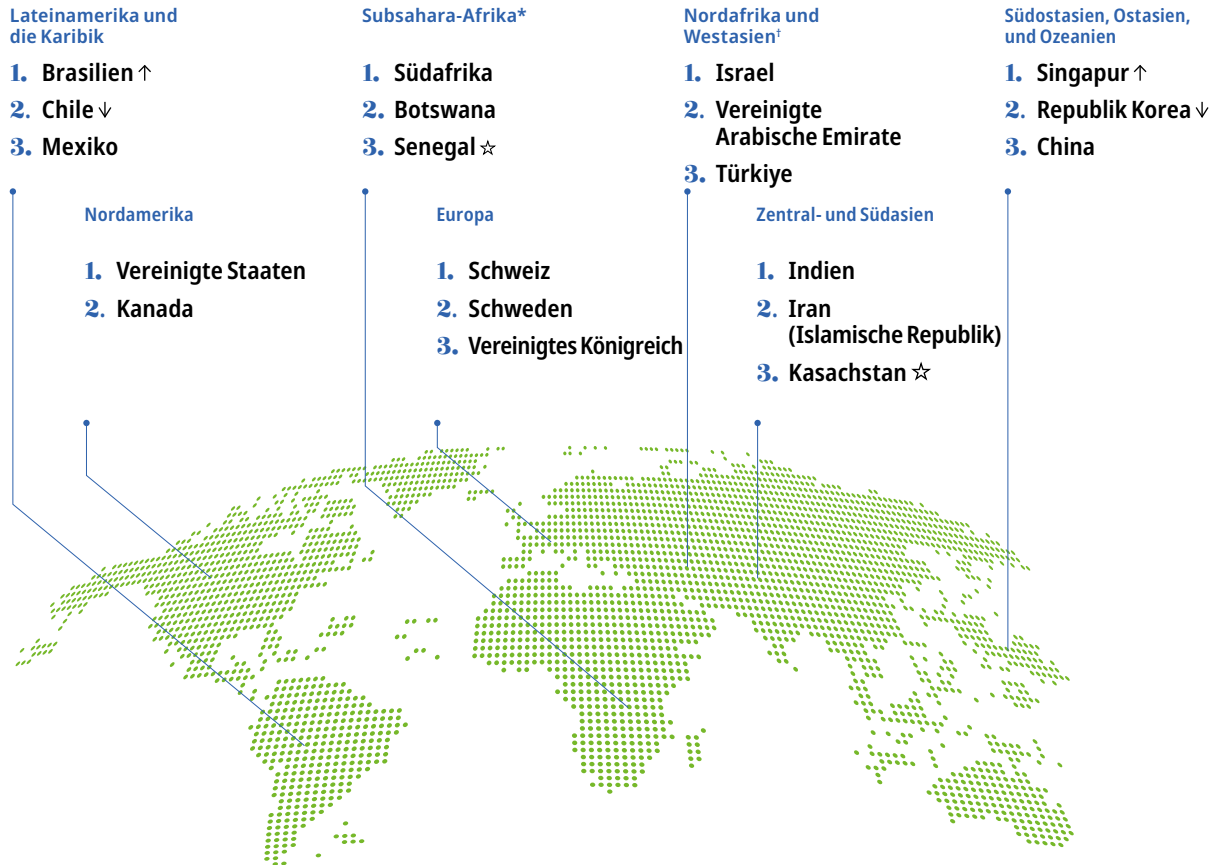 Lateinamerika und
die Karibik
1. Brasilien ↑
2. Chile ↓
3. Mexiko
Subsahara-Afrika*
1. Südafrika
2. Botswana
3. Senegal ☆
Nordafrika und
Westasien†
1. Israel
2. Vereinigte
Arabische Emirate
3. Türkiye
Südostasien, Ostasien,
und Ozeanien
1. Singapur ↑
2. Republik Korea ↓
3. China
Nordamerika
1. Vereinigte Staaten
2. Kanada
Europa
1. Schweiz
2. Schweden
3. Vereinigtes Königreich
Zentral- und Südasien
1. Indien
2. Iran
(Islamische Republik)
3. Kasachstan ☆